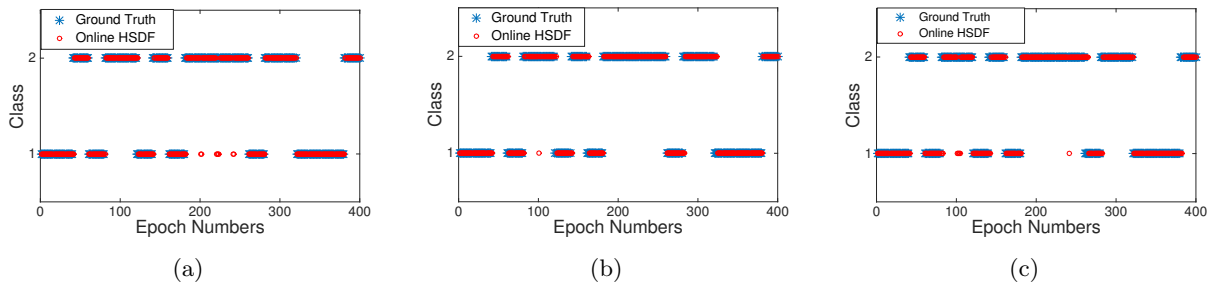 Ground Truth
Online HSDF
2
1
Class
0 100 200 300 400
Epoch Numbers
(a)
Ground Truth
Online HSDF
2
1
Class
0 100 200 300 400
Epoch Numbers
(b)
Ground Truth
Online HSDF
2
1
Class
0 100 200 300 400
Epoch Numbers
(c)